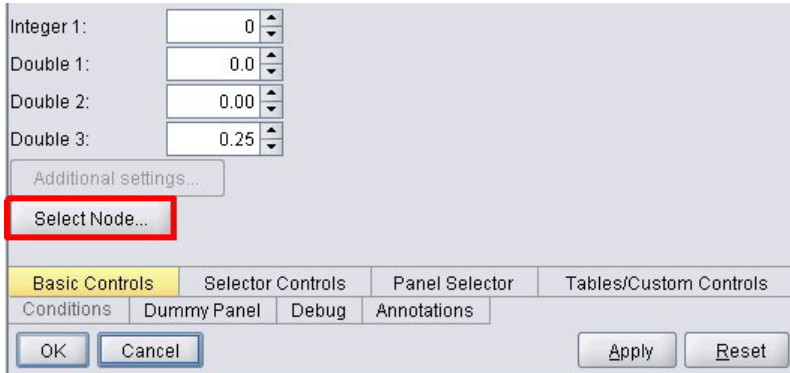 Integer 1: 0
Double 1: 0.0
Double 2: 0.00
Double 3: 0.25
Additional settings...
Select Node...
Basic Controls Selector Controls Panel Selector Tables/Custom Controls
Conditions Dummy Panel Debug Annotations
OK Cancel Apply Reset